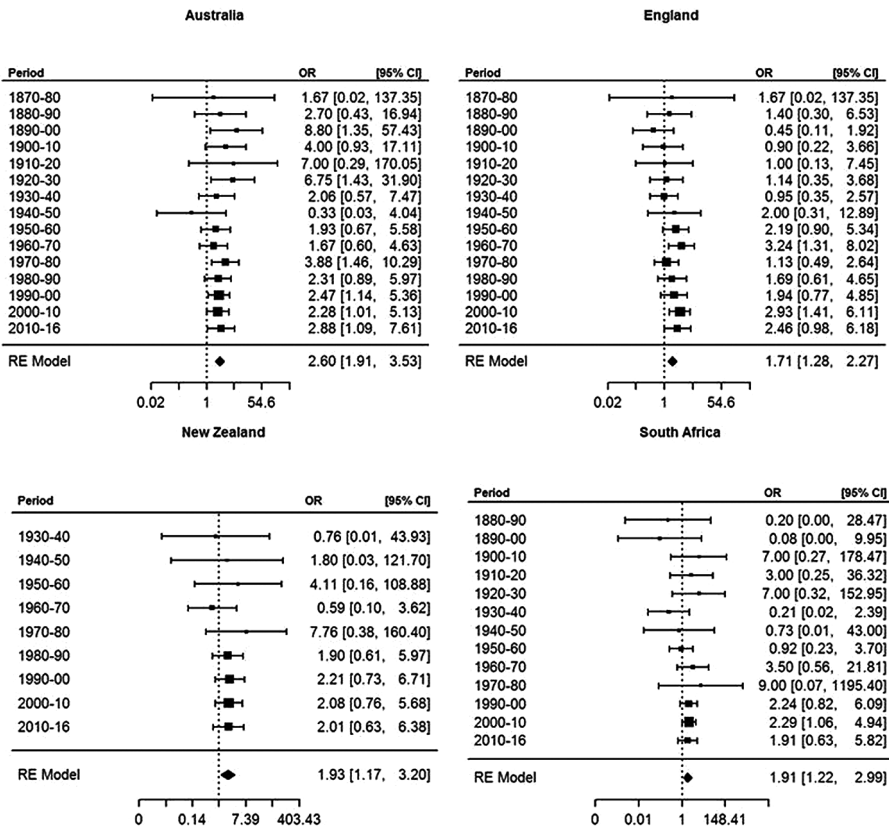 Australia
Period OR [95% CI]
1870-80 1.67 [0.02, 137.35]
1880-90 2.70 [0.43, 16.94]
1890-00 8.80 [1.35, 57.43]
1900-10 4.00 [0.93, 17.11]
1910-20 7.00 [0.29, 170.05]
1920-30 6.75 [1.43, 31.90]
1930-40 2.06 [0.57, 7.47]
1940-50 0.33 [0.03, 4.04]
1950-60 1.93 [0.67, 5.58]
1960-70 1.67 [0.60, 4.63]
1970-80 3.88 [1.46, 10.29]
1980-90 2.31 [0.89, 5.97]
1990-00 2.47 [1.14, 5.36]
2000-10 2.28 [1.01, 5.13]
2010-16 2.88 [1.09, 7.61]
RE Model 2.60 [1.91, 3.53]
0.02 1 54.6
England
Period OR [95% CI]
1870-80 1.67 [0.02, 137.35]
1880-90 1.40 [0.30, 6.53]
1890-00 0.45 [0.11, 1.92]
1900-10 0.90 [0.22, 3.66]
1910-20 1.00 [0.13, 7.45]
1920-30 1.14 [0.35, 3.68]
1930-40 0.95 [0.35, 2.57]
1940-50 2.00 [0.31, 12.89]
1950-60 2.19 [0.90, 5.34]
1960-70 3.24 [1.31, 8.02]
1970-80 1.13 [0.49, 2.64]
1980-90 1.69 [0.61, 4.65]
1990-00 1.94 [0.77, 4.85]
2000-10 2.93 [1.41, 6.11]
2010-16 2.46 [0.98, 6.18]
RE Model 1.71 [1.28, 2.27]
0.02 1 54.6
New Zealand
Period OR [95% CI]
1930-40 0.76 [0.01, 43.93]
1940-50 1.80 [0.03, 121.70]
1950-60 4.11 [0.16, 108.88]
1960-70 0.59 [0.10, 3.62]
1970-80 7.76 [0.38, 160.40]
1980-90 1.90 [0.61, 5.97]
1990-00 2.21 [0.73, 6.71]
2000-10 2.08 [0.76, 5.68]
2010-16 2.01 [0.63, 6.38]
RE Model 1.93 [1.17, 3.20]
0 0.14 7.39 403.43
South Africa
Period OR [95% CI]
1880-90 0.20 [0.00, 28.47]
1890-00 0.08 [0.00, 9.95]
1900-10 7.00 [0.27, 178.47]
1910-20 3.00 [0.25, 36.32]
1920-30 7.00 [0.32, 152.95]
1930-40 0.21 [0.02, 2.39]
1940-50 0.73 [0.01, 43.00]
1950-60 0.92 [0.23, 3.70]
1960-70 3.50 [0.56, 21.81]
1970-80 9.00 [0.07, 1195.40]
1990-00 2.24 [0.82, 6.09]
2000-10 2.29 [1.06, 4.94]
2010-16 1.91 [0.63, 5.82]
RE Model 1.91 [1.22, 2.99]
0 0.01 1 148.41